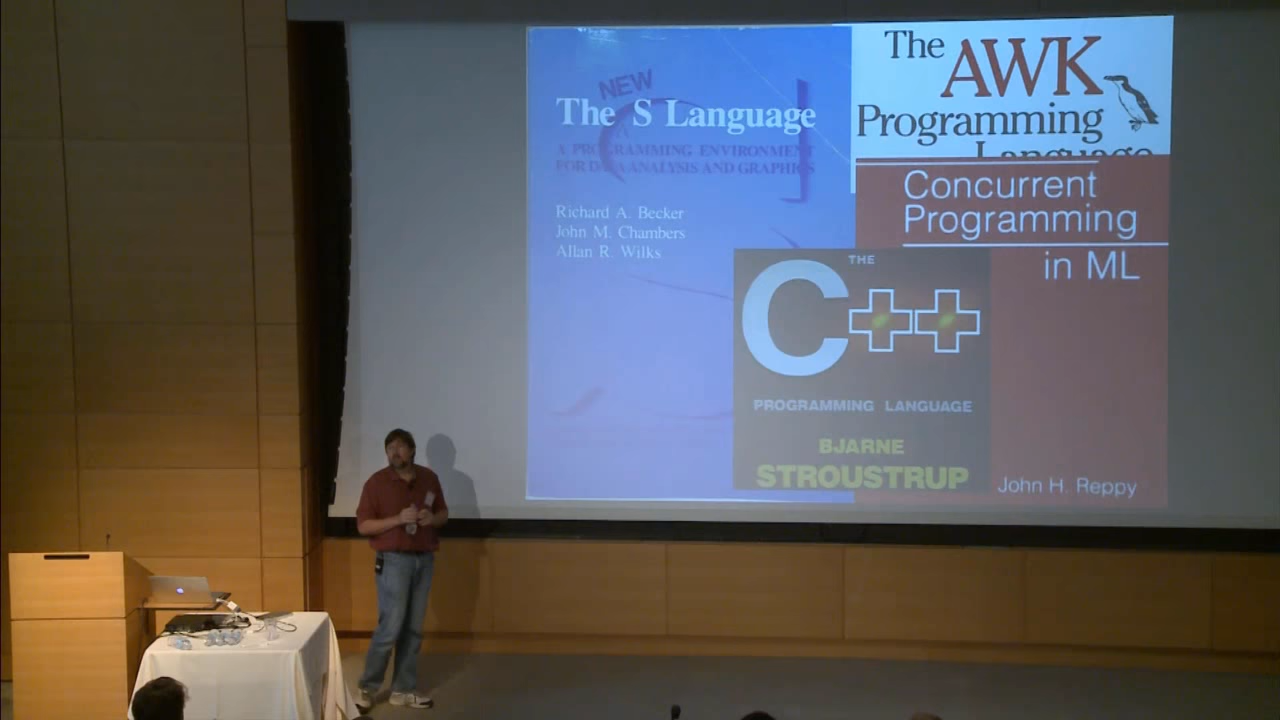 NEW
The S Language
A PROGRAMMING ENVIRONMENT
FOR DATA ANALYSIS AND GRAPHICS
Richard A. Becker
John M. Chambers
Allan R. Wilks
The AWK
Programming
Language
Concurrent
Programming
in ML
John H. Reppy
THE
C++
PROGRAMMING LANGUAGE
BJARNE
STROUSTRUP